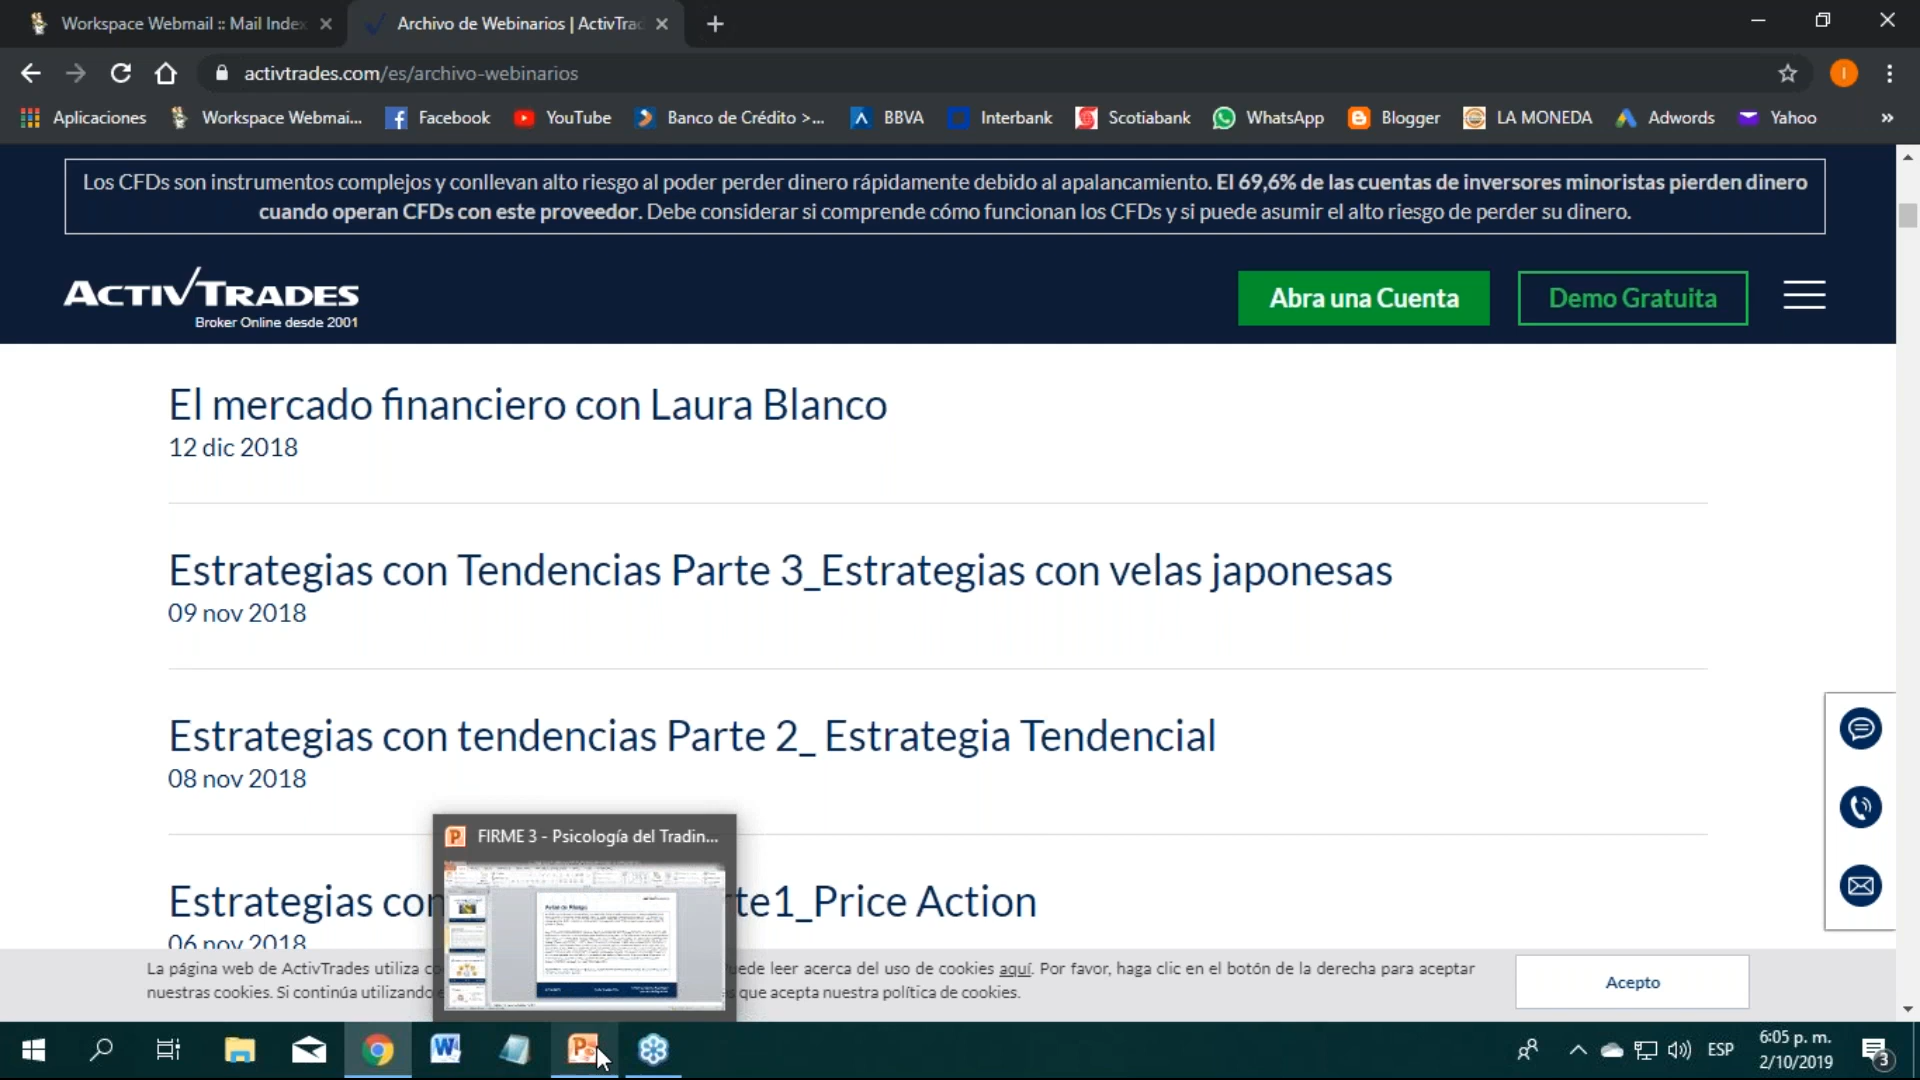 Workspace Webmail :: Mail Index
Archivo de Webinarios | ActivTrad
activtrades.com/es/archivo-webinarios
I
Aplicaciones
Workspace Webmai...
Facebook
YouTube
Banco de Crédito >...
BBVA
Interbank
Scotiabank
WhatsApp
Blogger
LA MONEDA
Adwords
Yahoo
»
Los CFDs son instrumentos complejos y conllevan alto riesgo al poder perder dinero rápidamente debido al apalancamiento. El 69,6% de las cuentas de inversores minoristas pierden dinero
cuando operan CFDs con este proveedor. Debe considerar si comprende cómo funcionan los CFDs y si puede asumir el alto riesgo de perder su dinero.
ACTIVTRADES
Broker Online desde 2001
Abra una Cuenta
Demo Gratuita
El mercado financiero con Laura Blanco
12 dic 2018
Estrategias con Tendencias Parte 3_Estrategias con velas japonesas
09 nov 2018
Estrategias con tendencias Parte 2_ Estrategia Tendencial
08 nov 2018
FIRME 3 - Psicología del Tradin...
Estrategias con
te1_Price Action
06 nov 2018
La página web de ActivTrades utiliza co
uede leer acerca del uso de cookies aquí. Por favor, haga clic en el botón de la derecha para aceptar
nuestras cookies. Si continúa utilizando
s que acepta nuestra política de cookies.
Acepto
ESP
6:05 p. m.
2/10/2019
3